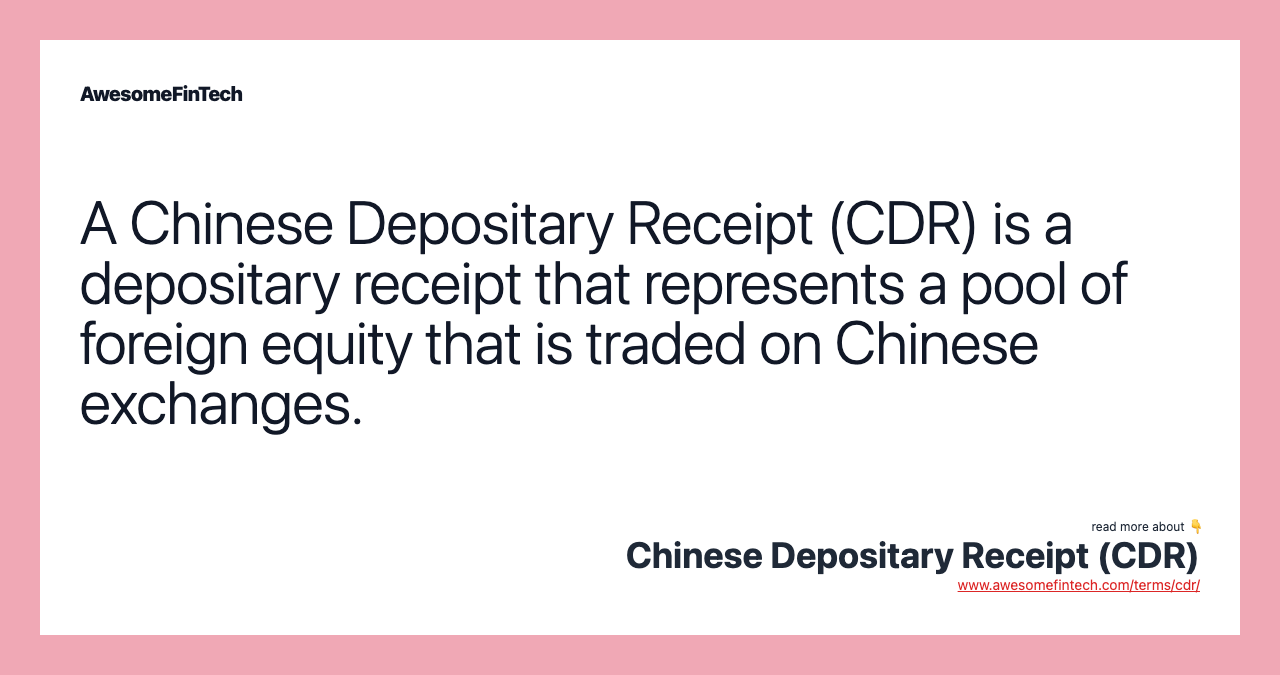 AwesomeFinTech
A Chinese Depositary Receipt (CDR) is a
depositary receipt that represents a pool of
foreign equity that is traded on Chinese
exchanges.
read more about 👇
Chinese Depositary Receipt (CDR)
www.awesomefintech.com/terms/cdr/